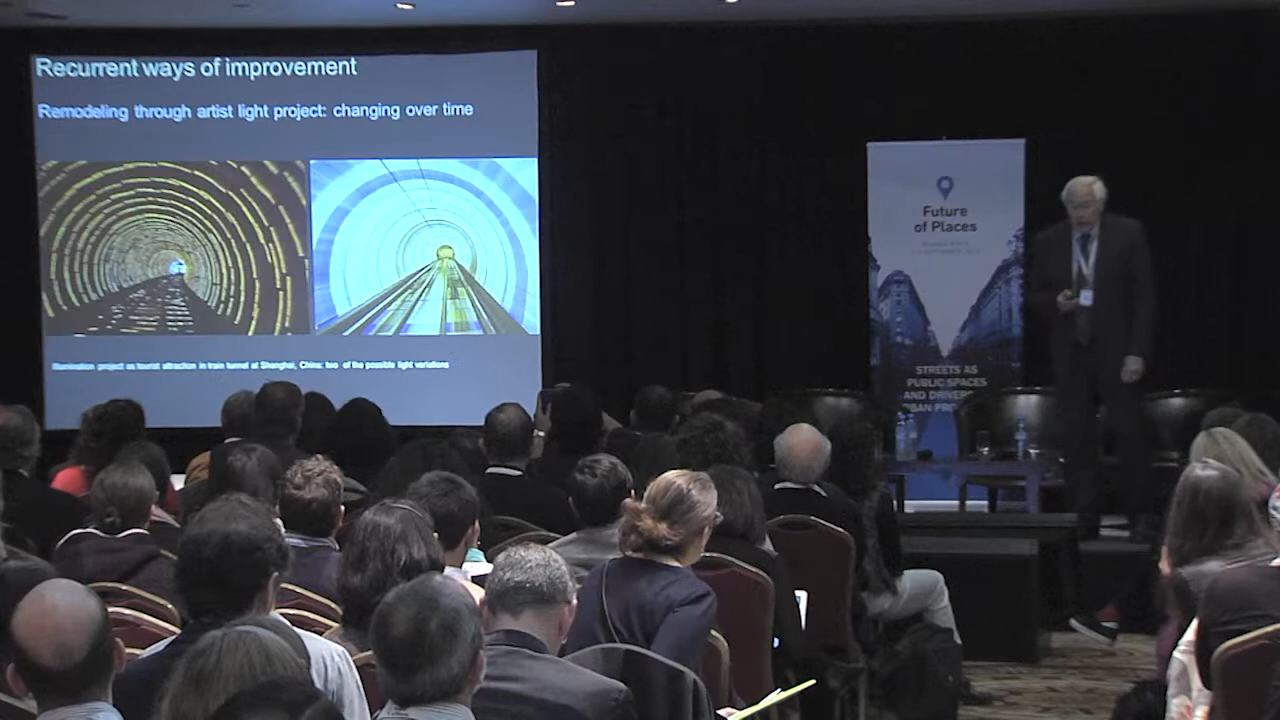 Recurrent ways of improvement
Remodeling through artist light project: changing over time
Illumination project as tourist attraction in train tunnel at Shanghai, China: two of the possible light variations
Future
of Places
STREETS AS
PUBLIC SPACES
AND DRIVERS